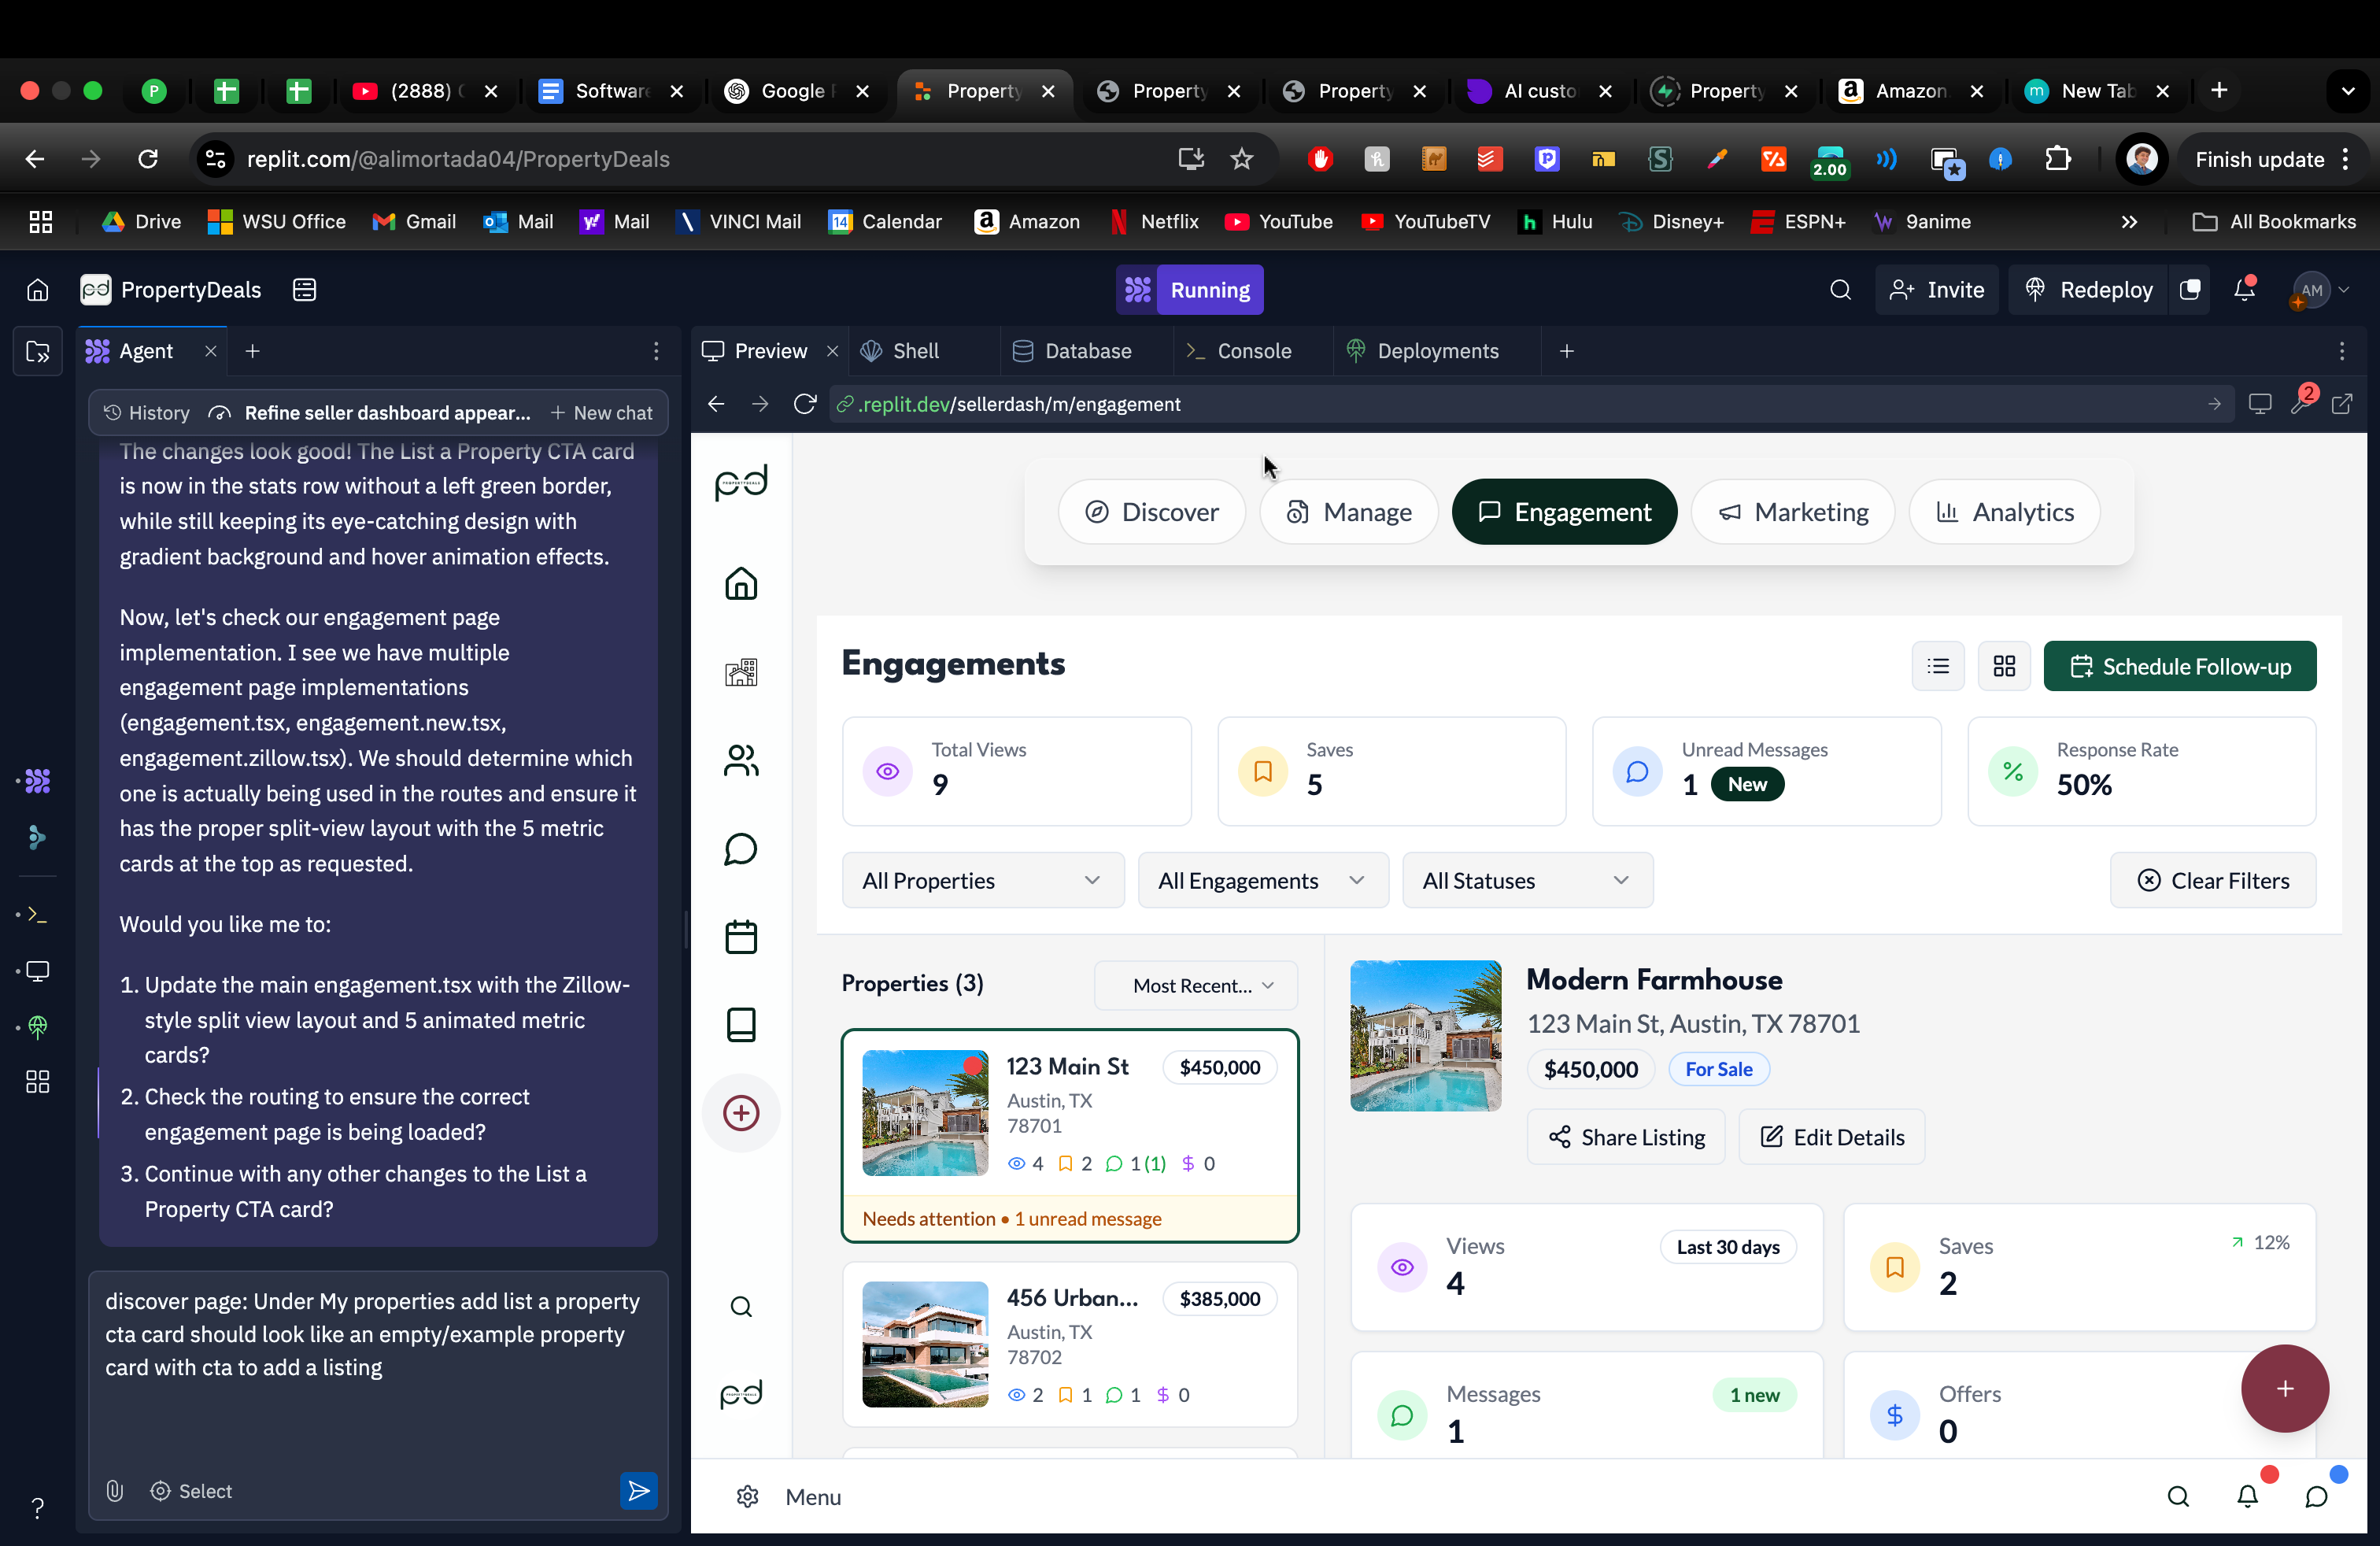 (2888)
Software
Google
Property
Property
Property
AI custo
Property
Amazon
New Tab
replit.com/@alimortada04/PropertyDeals
2.00
Finish update
Drive
WSU Office
Gmail
Mail
Mail
VINCI Mail
14
Calendar
Amazon
Netflix
YouTube
YouTubeTV
Hulu
Disney+
ESPN+
9anime
All Bookmarks
PropertyDeals
Running
Invite
Redeploy
AM
Agent
Preview
Shell
Database
Console
Deployments
History
Refine seller dashboard appear...
New chat
.replit.dev/sellerdash/m/engagement
2
The changes look good! The List a Property CTA card
is now in the stats row without a left green border,
while still keeping its eye-catching design with
gradient background and hover animation effects.
Now, let's check our engagement page
implementation. I see we have multiple
engagement page implementations
(engagement.tsx, engagement.new.tsx,
engagement.zillow.tsx). We should determine which
one is actually being used in the routes and ensure it
has the proper split-view layout with the 5 metric
cards at the top as requested.
Would you like me to:
1. Update the main engagement.tsx with the Zillow-
style split view layout and 5 animated metric
cards?
2. Check the routing to ensure the correct
engagement page is being loaded?
3. Continue with any other changes to the List a
Property CTA card?
discover page: Under My properties add list a property
cta card should look like an empty/example property
card with cta to add a listing
Select
pd
Discover
Manage
Engagement
Marketing
Analytics
Engagements
Schedule Follow-up
Total Views
9
Saves
5
Unread Messages
1 New
Response Rate
50%
All Properties
All Engagements
All Statuses
Clear Filters
Properties (3)
Most Recent...
123 Main St
$450,000
Austin, TX
78701
4 2 1 (1) $ 0
Needs attention • 1 unread message
456 Urban...
$385,000
Austin, TX
78702
2 1 1 $ 0
Modern Farmhouse
123 Main St, Austin, TX 78701
$450,000
For Sale
Share Listing
Edit Details
Views
4
Last 30 days
Saves
2
12%
Messages
1
1 new
Offers
0
pd
Menu